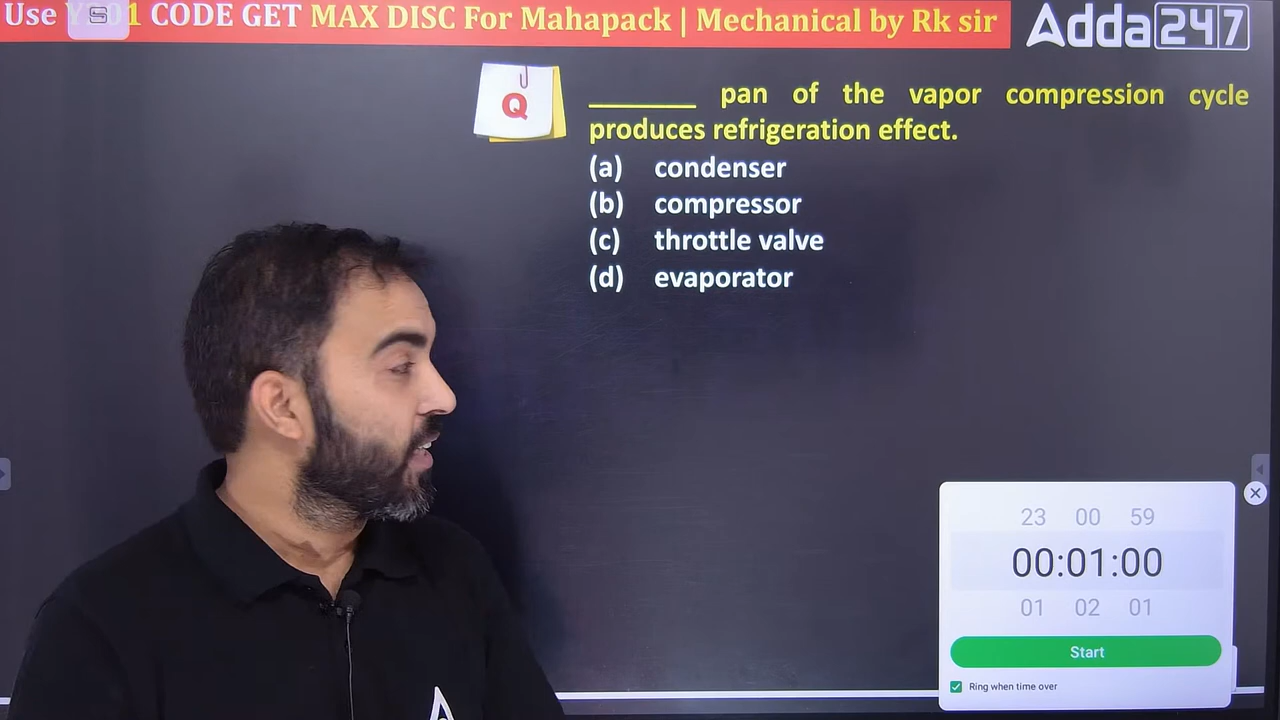 Use 1 CODE GET MAX DISC For Mahapack | Mechanical by Rk sir
Adda247
Q
_______ pan of the vapor compression cycle
produces refrigeration effect.
(a) condenser
(b) compressor
(c) throttle valve
(d) evaporator
23 00 59
00:01:00
01 02 01
Start
Ring when time over